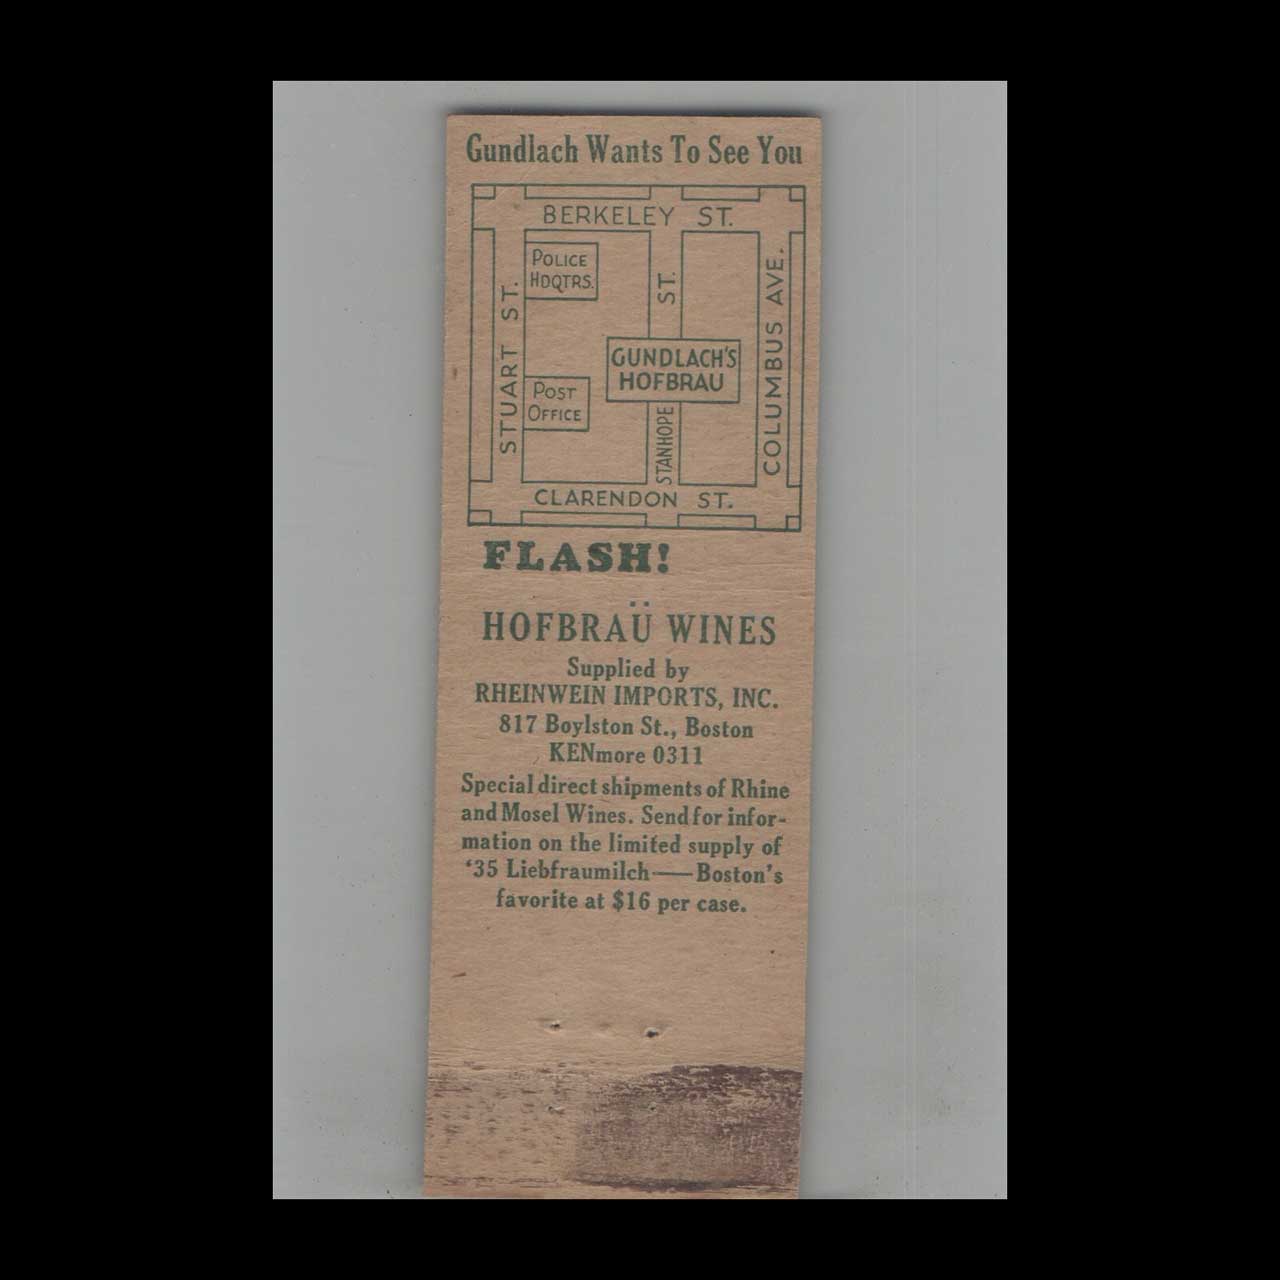 Gundlach Wants To See You
BERKELEY ST.
POLICE
HDQTRS.
STUART ST.
ST.
COLUMBUS AVE.
GUNDLACH'S
HOFBRAU
POST
OFFICE
STANHOPE
CLARENDON ST.
FLASH!
HOFBRAÜ WINES
Supplied by
RHEINWEIN IMPORTS, INC.
817 Boylston St., Boston
KENmore 0311
Special direct shipments of Rhine
and Mosel Wines. Send for infor-
mation on the limited supply of
‘35 Liebfraumilch——Boston's
favorite at $16 per case.